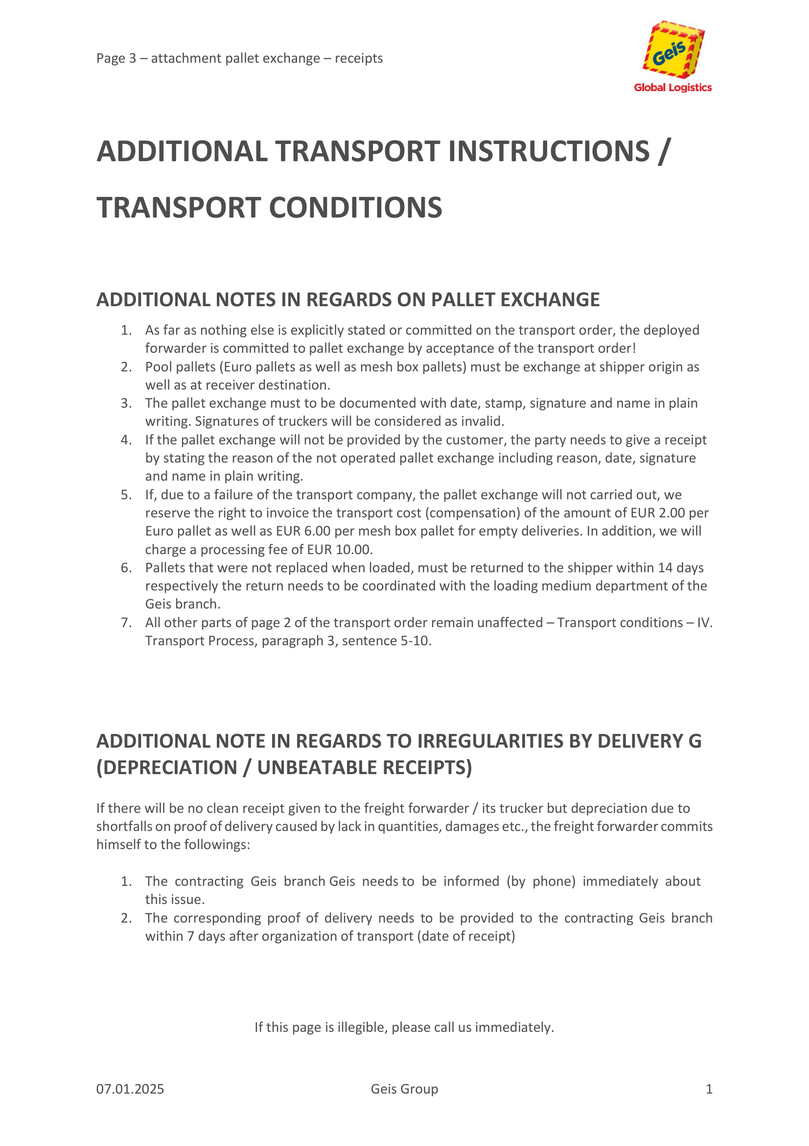 Page 3 – attachment pallet exchange – receipts
Geis
Global Logistics
ADDITIONAL TRANSPORT INSTRUCTIONS /
TRANSPORT CONDITIONS
ADDITIONAL NOTES IN REGARDS ON PALLET EXCHANGE
1. As far as nothing else is explicitly stated or committed on the transport order, the deployed
forwarder is committed to pallet exchange by acceptance of the transport order!
2. Pool pallets (Euro pallets as well as mesh box pallets) must be exchange at shipper origin as
well as at receiver destination.
3. The pallet exchange must to be documented with date, stamp, signature and name in plain
writing. Signatures of truckers will be considered as invalid.
4. If the pallet exchange will not be provided by the customer, the party needs to give a receipt
by stating the reason of the not operated pallet exchange including reason, date, signature
and name in plain writing.
5. If, due to a failure of the transport company, the pallet exchange will not carried out, we
reserve the right to invoice the transport cost (compensation) of the amount of EUR 2.00 per
Euro pallet as well as EUR 6.00 per mesh box pallet for empty deliveries. In addition, we will
charge a processing fee of EUR 10.00.
6. Pallets that were not replaced when loaded, must be returned to the shipper within 14 days
respectively the return needs to be coordinated with the loading medium department of the
Geis branch.
7. All other parts of page 2 of the transport order remain unaffected – Transport conditions – IV.
Transport Process, paragraph 3, sentence 5-10.
ADDITIONAL NOTE IN REGARDS TO IRREGULARITIES BY DELIVERY G
(DEPRECIATION / UNBEATABLE RECEIPTS)
If there will be no clean receipt given to the freight forwarder / its trucker but depreciation due to
shortfalls on proof of delivery caused by lack in quantities, damages etc., the freight forwarder commits
himself to the followings:
1. The contracting Geis branch Geis needs to be informed (by phone) immediately about
this issue.
2. The corresponding proof of delivery needs to be provided to the contracting Geis branch
within 7 days after organization of transport (date of receipt)
If this page is illegible, please call us immediately.
07.01.2025 Geis Group 1